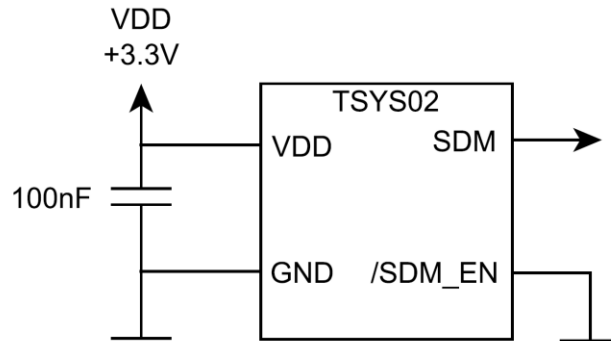 VDD
+3.3V
TSYS02
VDD
SDM
100nF
GND
/SDM_EN